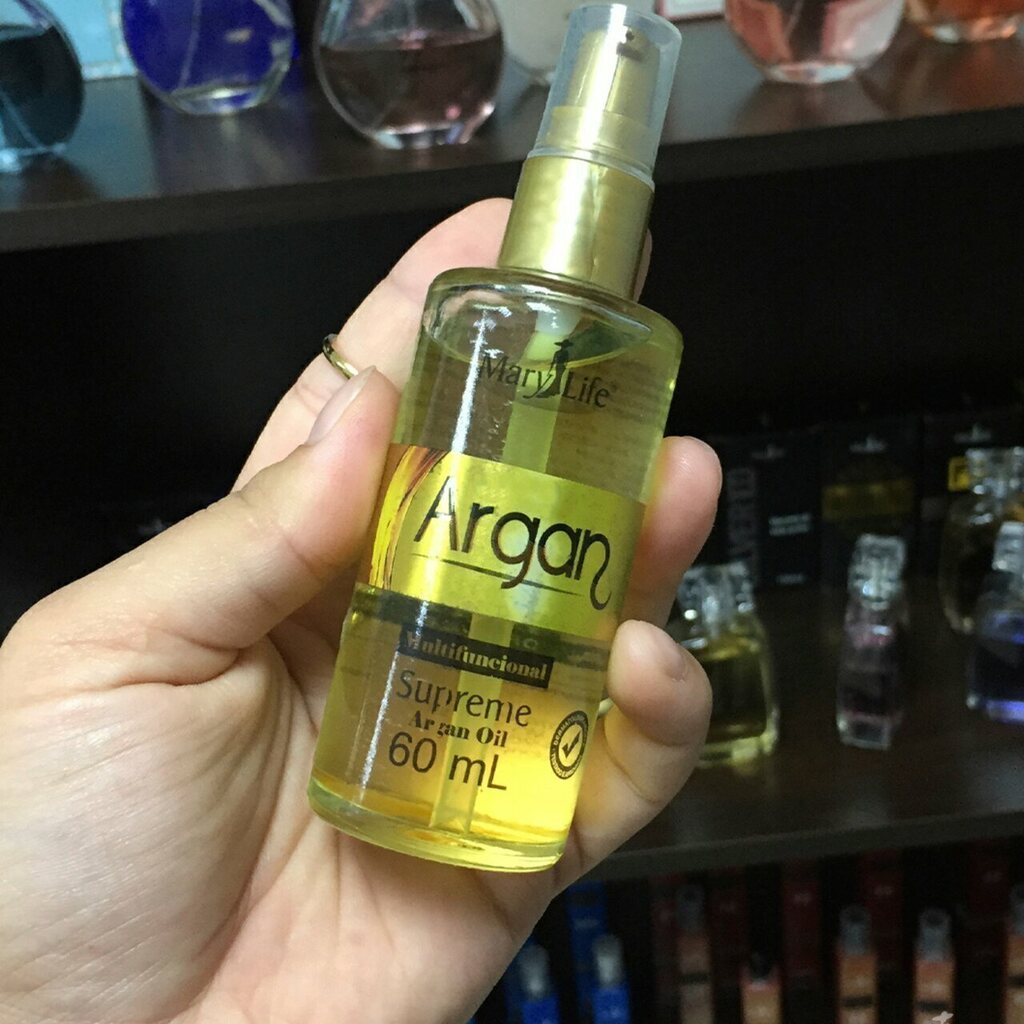 Mary Life
Argan
Multifuncional
Supreme
Argan Oil
60 mL